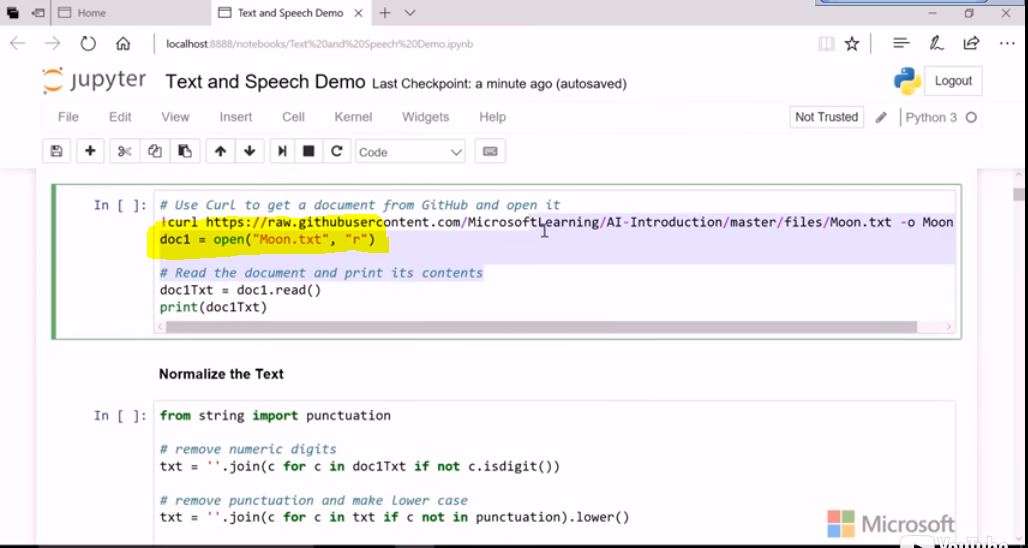 Home
Text and Speech Demo
localhost:8888/notebooks/Text%20and%20Speech%20Demo.ipynb
jupyter Text and Speech Demo Last Checkpoint: a minute ago (autosaved)
Logout
File Edit View Insert Cell Kernel Widgets Help
Not Trusted
Python 3
Code
In [ ]: # Use Curl to get a document from GitHub and open it
!curl https://raw.githubusercontent.com/MicrosoftLearning/AI-Introduction/master/files/Moon.txt -o Moon
doc1 = open("Moon.txt", "r")
# Read the document and print its contents
doc1Txt = doc1.read()
print(doc1Txt)
Normalize the Text
In [ ]: from string import punctuation
# remove numeric digits
txt = ''.join(c for c in doc1Txt if not c.isdigit())
# remove punctuation and make lower case
txt = ''.join(c for c in txt if c not in punctuation).lower()
Microsoft
YouTube